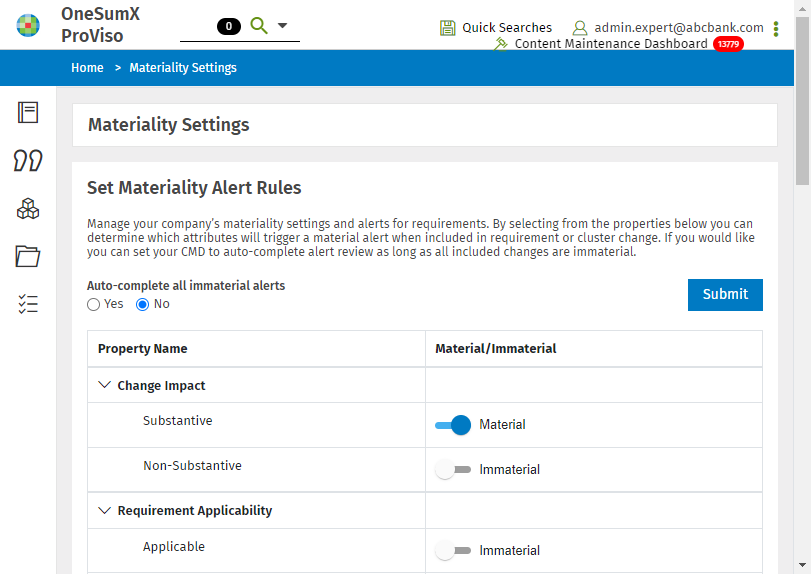 OneSumX
ProViso
0
Quick Searches
admin.expert@abcbank.com
Content Maintenance Dashboard 13779
Home > Materiality Settings
Materiality Settings
Set Materiality Alert Rules
Manage your company's materiality settings and alerts for requirements. By selecting from the properties below you can
determine which attributes will trigger a material alert when included in requirement or cluster change. If you would like
you can set your CMD to auto-complete alert review as long as all included changes are immaterial.
Auto-complete all immaterial alerts
Yes No
Submit
Property Name Material/Immaterial
Change Impact
Substantive Material
Non-Substantive Immaterial
Requirement Applicability
Applicable Immaterial